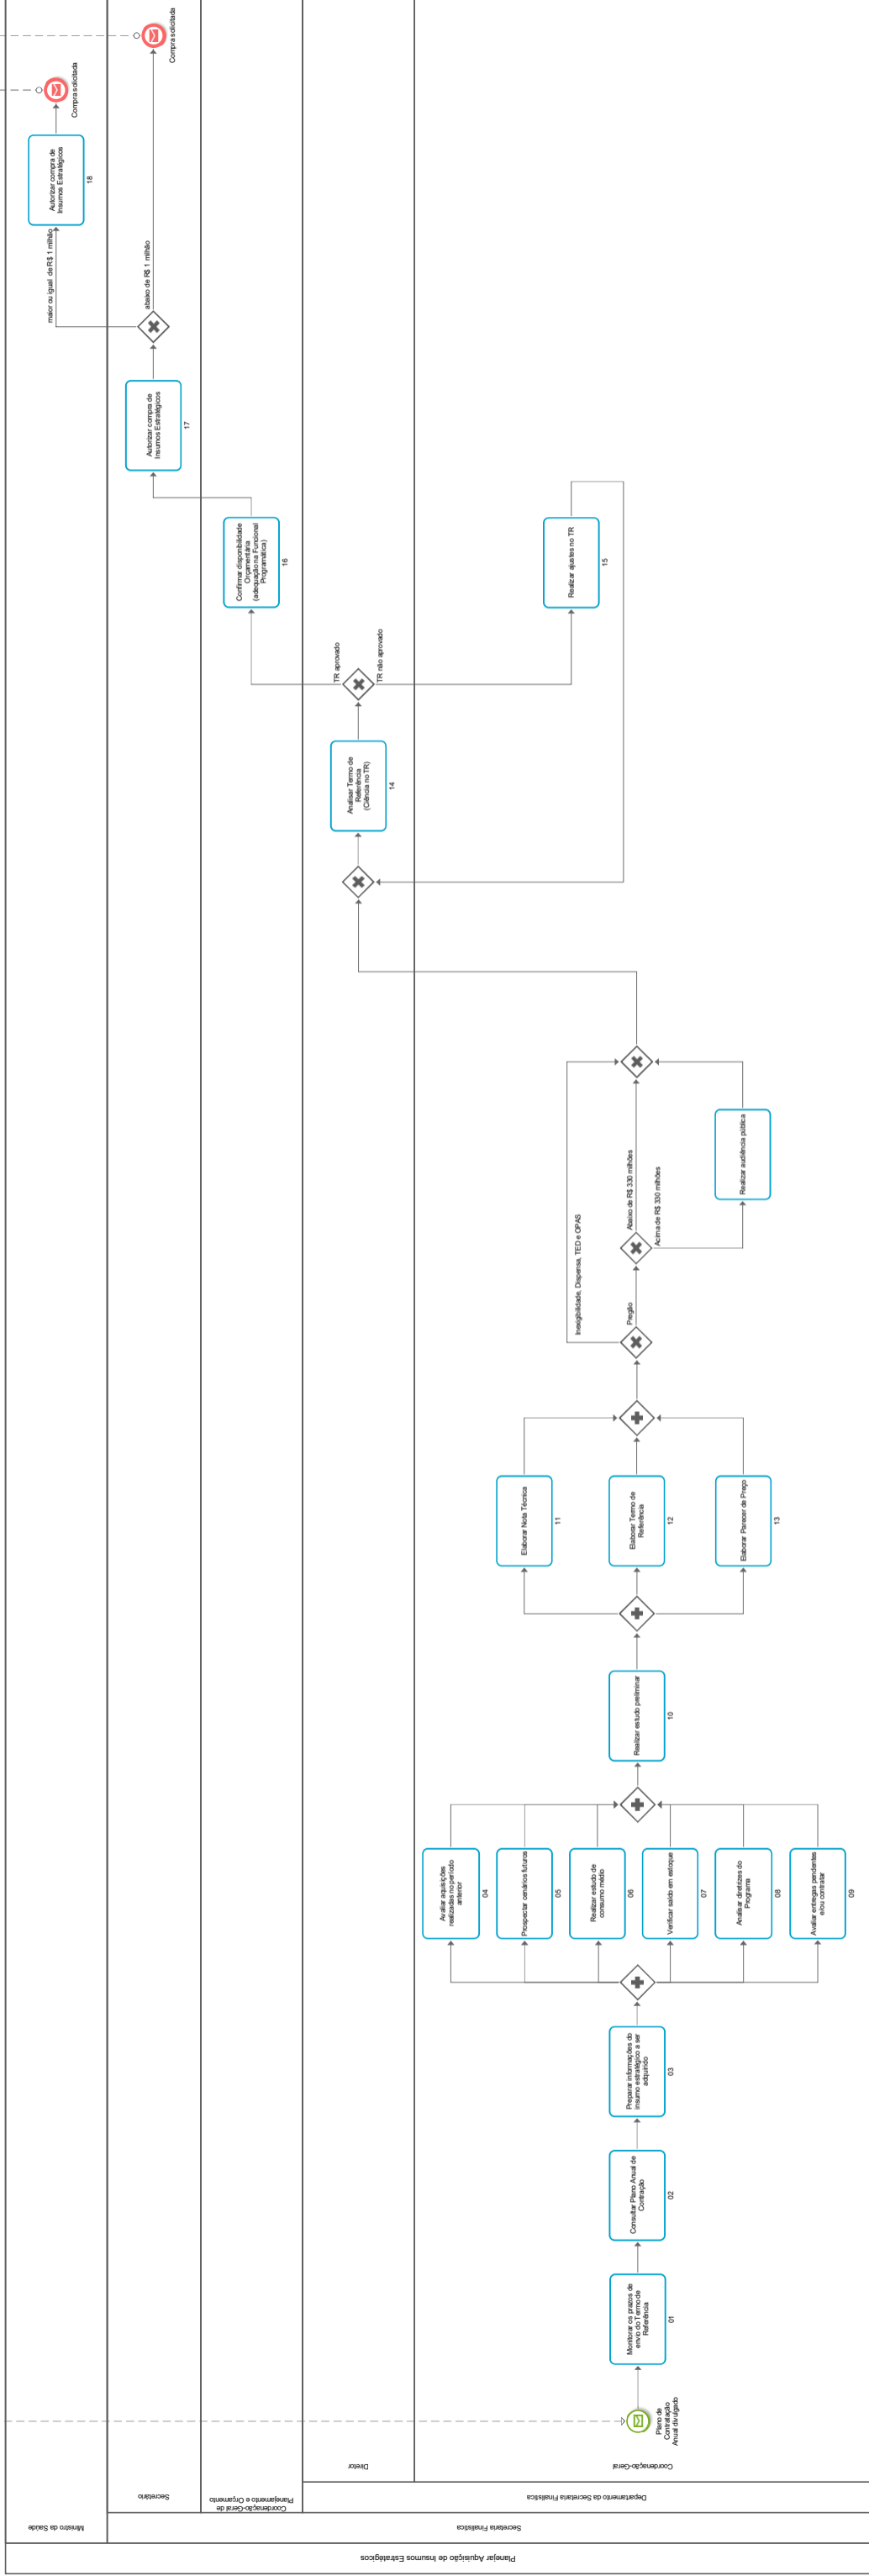 Planejar Aquisição de Insumos Estratégicos
Ministro da Saúde
Secretaria Finalística
Secretário
Coordenação-Geral de
Planejamento e Orçamento
Departamento da Secretaria Finalística
Diretor
Coordenação-Geral
Plano de
Contratação
Anual divulgado
Monitorar os prazos de
envio do Termo de
Referência
01
Consultar Plano Anual de
Contração
02
Preparar informações do
insumo estratégico a ser
adquirido
03
Avaliar aquisições
realizadas no período
anterior
04
Prospectar cenários futuros
05
Realizar estudo de
consumo médio
06
Verificar saldo em estoque
07
Analisar diretrizes do
Programa
08
Avaliar entregas pendentes
e/ou contratar
09
Realizar estudo preliminar
10
Elaborar Nota Técnica
11
Elaborar Termo de
Referência
12
Elaborar Parecer de Preço
13
Inexigibilidade, Dispensa, TED e OPAS
Pregão
Abaixo de R$ 330 milhões
Acima de R$ 330 milhões
Realizar audiência pública
Analisar Termo de
Referência
(Ciência no TR)
14
TR aprovado
TR não aprovado
Realizar ajustes no TR
15
Confirmar disponibilidade
Orçamentária
(adequação na Funcional
Programática)
16
Autorizar compra de
Insumos Estratégicos
17
maior ou igual de R$ 1 milhão
abaixo de R$ 1 milhão
Autorizar compra de
Insumos Estratégicos
18
Compra solicitada
Compra solicitada